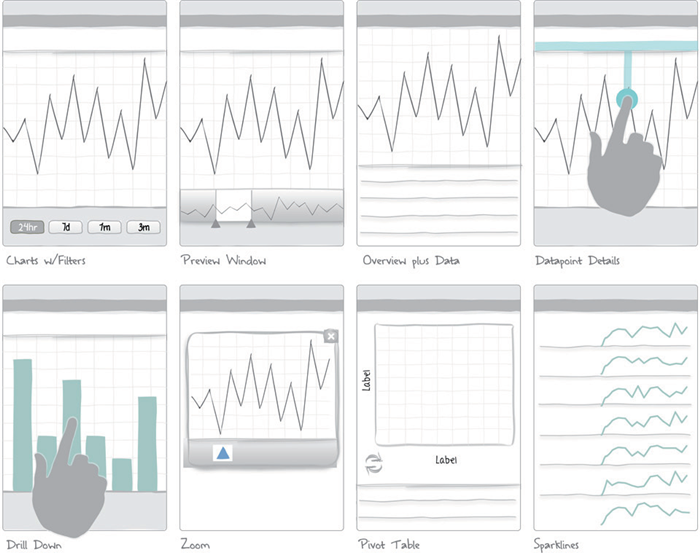 24hr 7d 1m 3m
Charts w/Filters
Preview Window
Overview plus Data
Datapoint Details
Label
Label
Drill Down
Zoom
Pivot Table
Sparklines